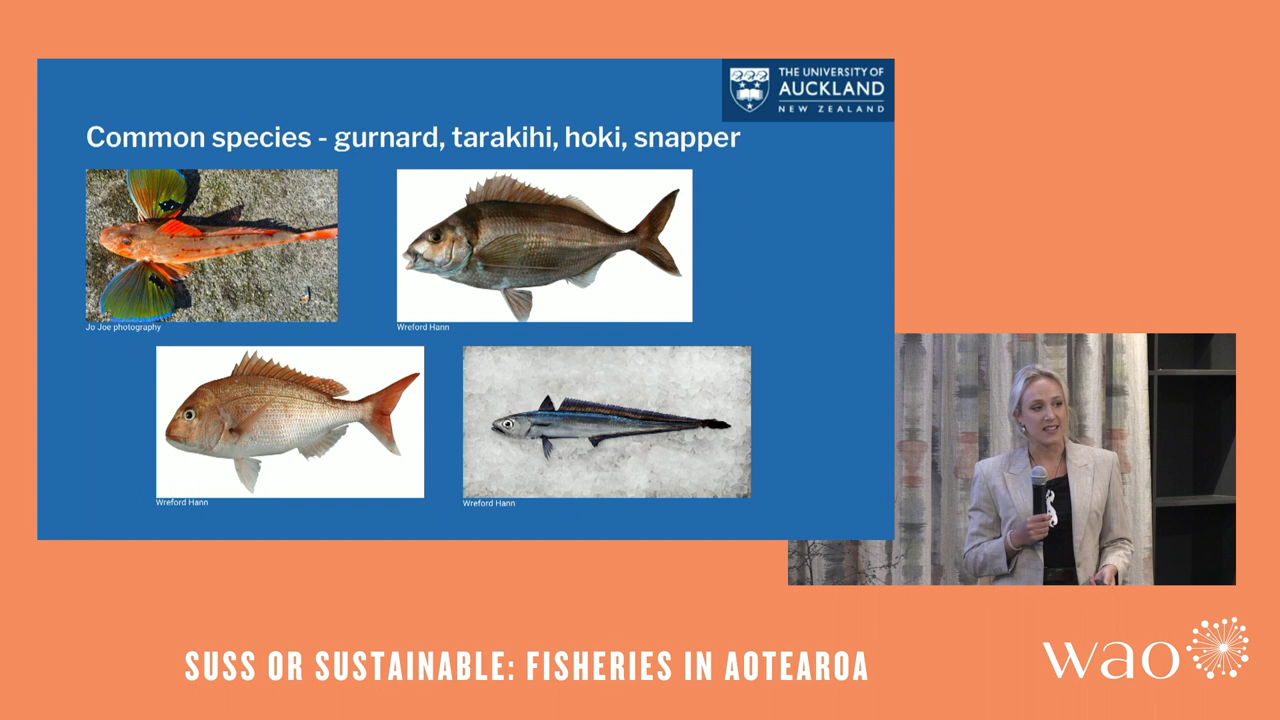 THE UNIVERSITY OF
AUCKLAND
NEW ZEALAND
Common species - gurnard, tarakihi, hoki, snapper
Jo Joe photography
Wreford Hann
Wreford Hann
Wreford Hann
SUSS OR SUSTAINABLE: FISHERIES IN AOTEAROA
wao